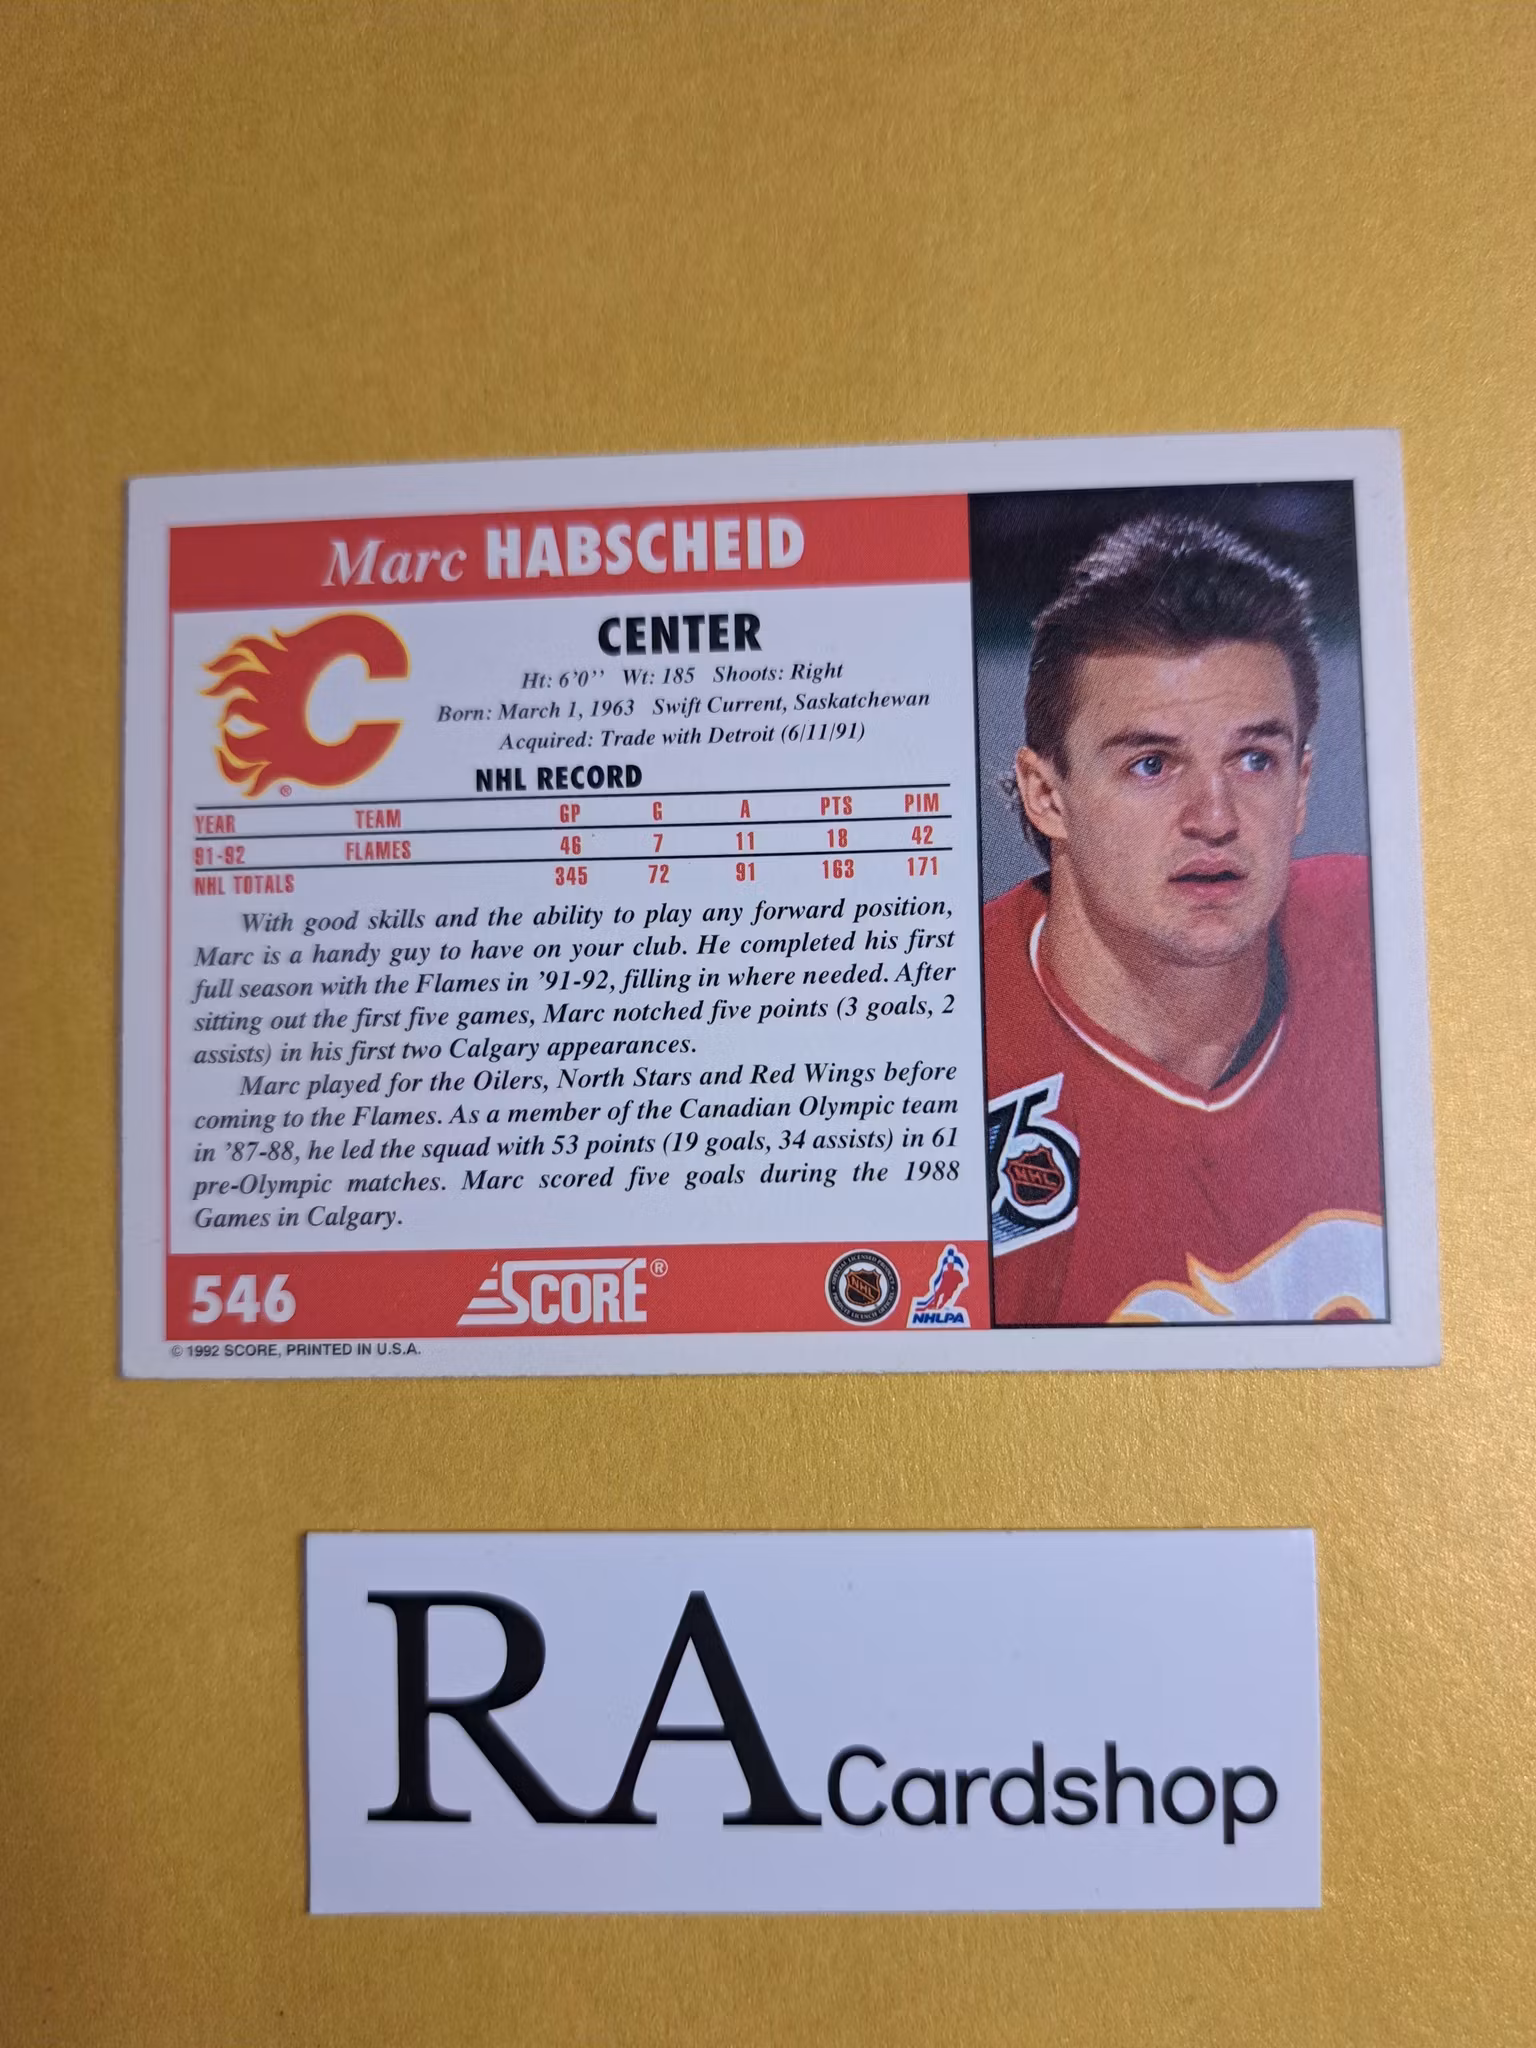 Marc HABSCHEID
CENTER
Ht: 6'0'' Wt: 185 Shoots: Right
Born: March 1, 1963 Swift Current, Saskatchewan
Acquired: Trade with Detroit (6/11/91)
®
NHL RECORD
YEAR TEAM GP G A PTS PIM
91-92 FLAMES 46 7 11 18 42
NHL TOTALS 345 72 91 163 171
With good skills and the ability to play any forward position,
Marc is a handy guy to have on your club. He completed his first
full season with the Flames in '91-92, filling in where needed. After
sitting out the first five games, Marc notched five points (3 goals, 2
assists) in his first two Calgary appearances.
Marc played for the Oilers, North Stars and Red Wings before
coming to the Flames. As a member of the Canadian Olympic team
in '87-88, he led the squad with 53 points (19 goals, 34 assists) in 61
pre-Olympic matches. Marc scored five goals during the 1988
Games in Calgary.
75
NHL
546
SCORE®
NHL
NHLPA
© 1992 SCORE, PRINTED IN U.S.A.
RA Cardshop